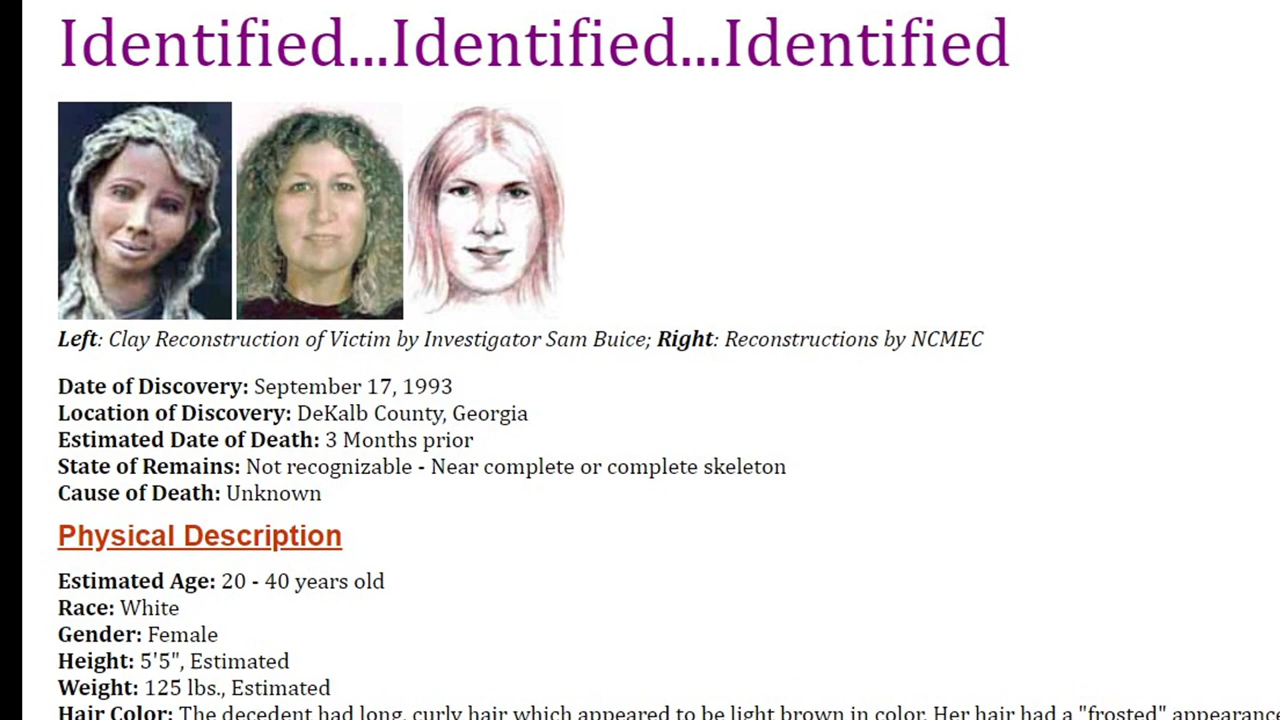 Identified...Identified...Identified
Left: Clay Reconstruction of Victim by Investigator Sam Buice; Right: Reconstructions by NCMEC
Date of Discovery: September 17, 1993
Location of Discovery: DeKalb County, Georgia
Estimated Date of Death: 3 Months prior
State of Remains: Not recognizable - Near complete or complete skeleton
Cause of Death: Unknown
Physical Description
Estimated Age: 20 - 40 years old
Race: White
Gender: Female
Height: 5'5", Estimated
Weight: 125 lbs., Estimated
Hair Color: The decedent had long, curly hair which appeared to be light brown in color. Her hair had a "frosted" appearance